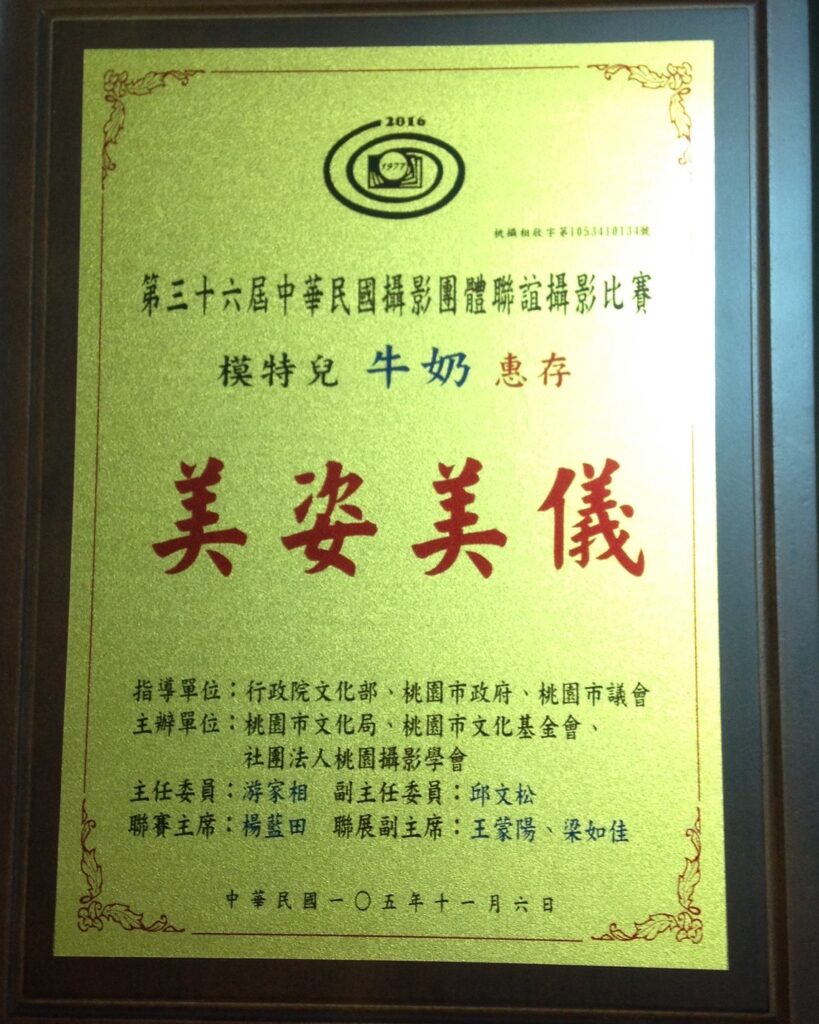 2016
1977
桃攝相啟字第1053410134號
第三十六屆中華民國攝影團體聯誼攝影比賽
模特兒 牛奶 惠存
美姿美儀
指導單位：行政院文化部、桃園市政府、桃園市議會
主辦單位：桃園市文化局、桃園市文化基金會、
社團法人桃園攝影學會
主任委員：游家相 副主任委員：邱文松
聯賽主席：楊藍田 聯展副主席：王蒙陽、梁如佳
中華民國一〇五年十一月六日